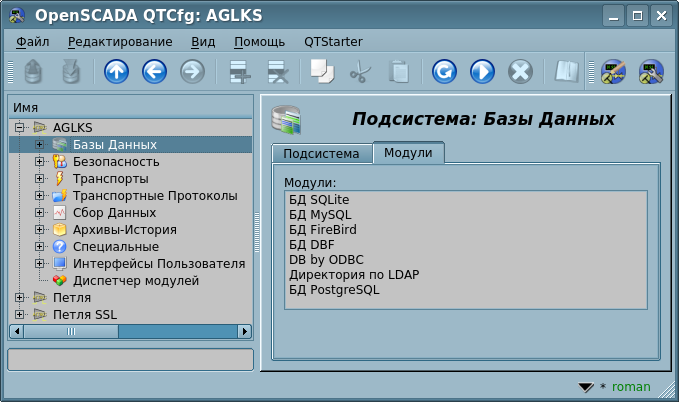 OpenSCADA QTCfg: AGLKS
Файл Редактирование Вид Помощь QTStarter
Имя
AGLKS
Базы Данных
Безопасность
Транспорты
Транспортные Протоколы
Сбор Данных
Архивы-История
Специальные
Интерфейсы Пользователя
Диспетчер модулей
Петля
Петля SSL
Подсистема: Базы Данных
Подсистема Модули
Модули:
БД SQLite
БД MySQL
БД FireBird
БД DBF
DB by ODBC
Директория по LDAP
БД PostgreSQL
* roman